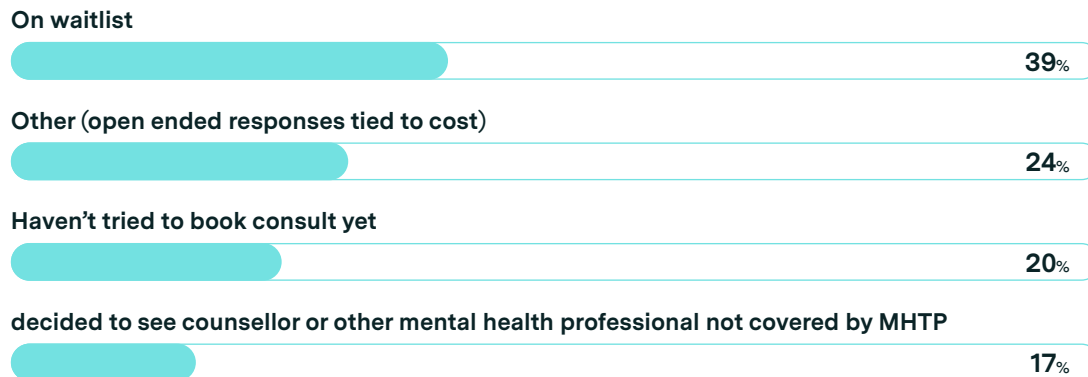 On waitlist
39%
Other (open ended responses tied to cost)
24%
Haven’t tried to book consult yet
20%
decided to see counsellor or other mental health professional not covered by MHTP
17%